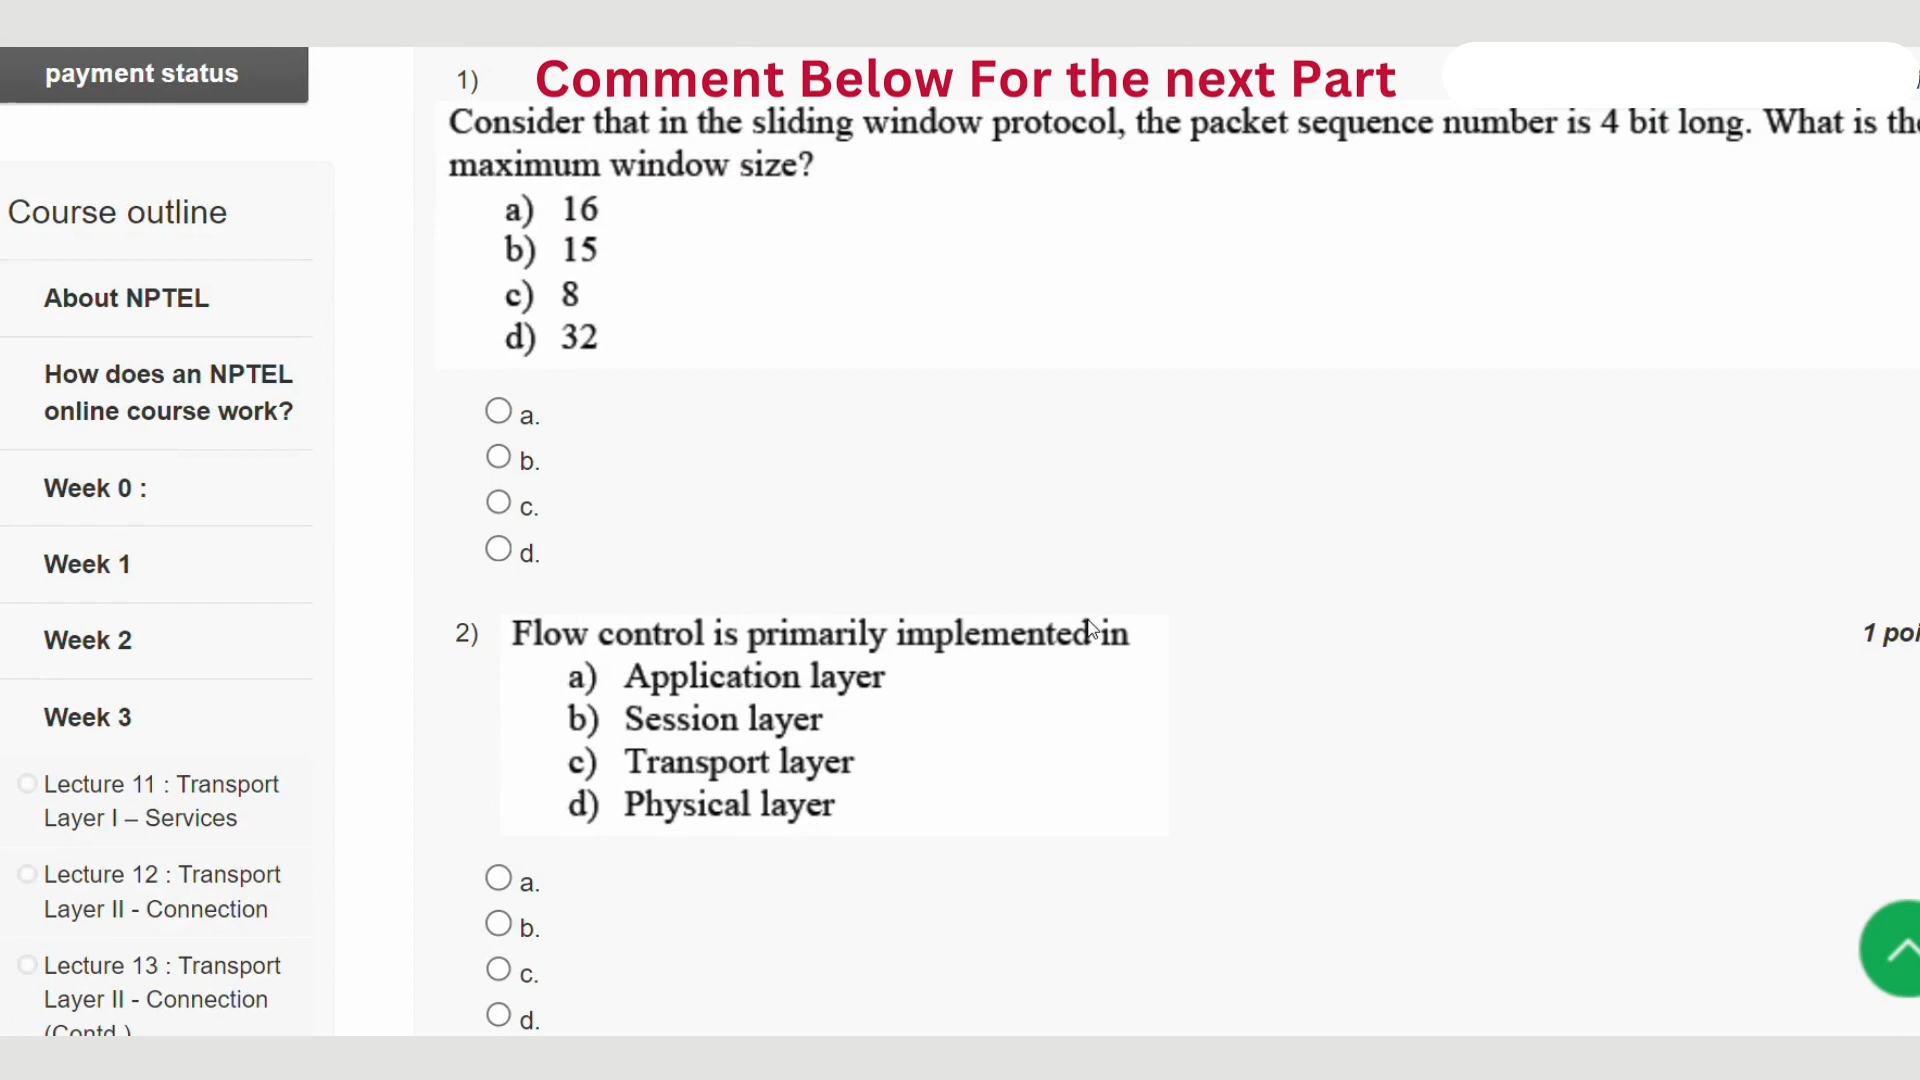 payment status
Course outline
About NPTEL
How does an NPTEL
online course work?
Week 0 :
Week 1
Week 2
Week 3
Lecture 11 : Transport
Layer I – Services
Lecture 12 : Transport
Layer II - Connection
Lecture 13 : Transport
Layer II - Connection
(Contd.)
Comment Below For the next Part
1)
Consider that in the sliding window protocol, the packet sequence number is 4 bit long. What is the
maximum window size?
a) 16
b) 15
c) 8
d) 32
a.
b.
c.
d.
2) Flow control is primarily implemented in
1 poi
a) Application layer
b) Session layer
c) Transport layer
d) Physical layer
a.
b.
c.
d.